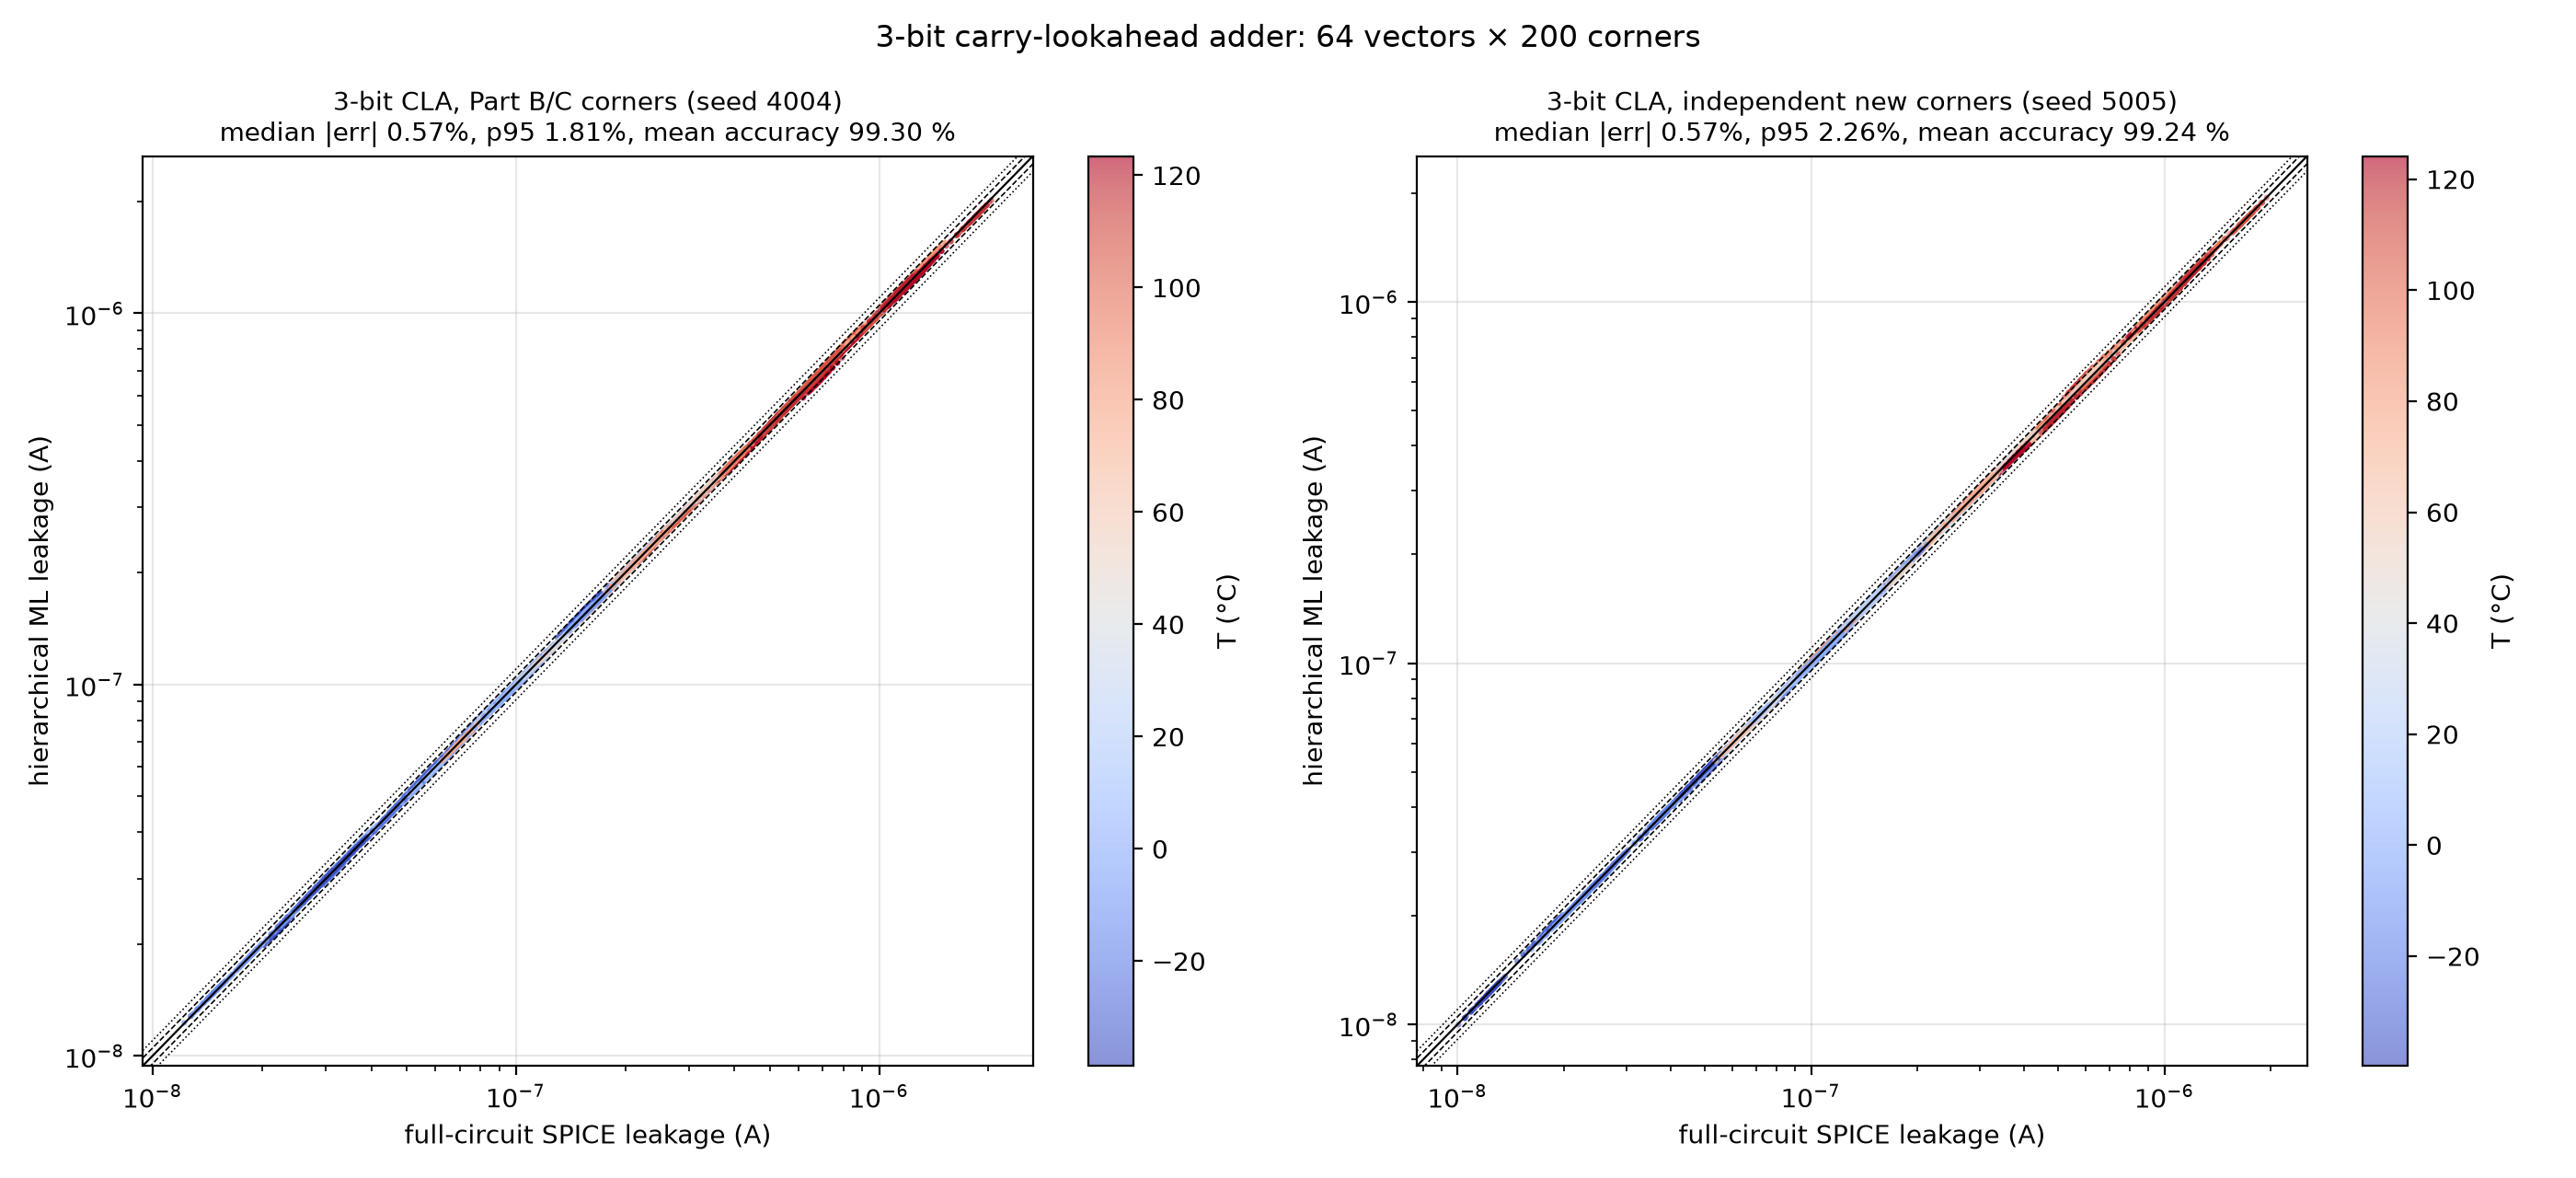 3-bit carry-lookahead adder: 64 vectors × 200 corners
3-bit CLA, Part B/C corners (seed 4004)
median |err| 0.57%, p95 1.81%, mean accuracy 99.30 %
hierarchical ML leakage (A)
10⁻⁶
10⁻⁷
10⁻⁸
10⁻⁸
10⁻⁷
10⁻⁶
full-circuit SPICE leakage (A)
120
100
80
60
40
20
0
−20
T (°C)
3-bit CLA, independent new corners (seed 5005)
median |err| 0.57%, p95 2.26%, mean accuracy 99.24 %
hierarchical ML leakage (A)
10⁻⁶
10⁻⁷
10⁻⁸
10⁻⁸
10⁻⁷
10⁻⁶
full-circuit SPICE leakage (A)
120
100
80
60
40
20
0
−20
T (°C)